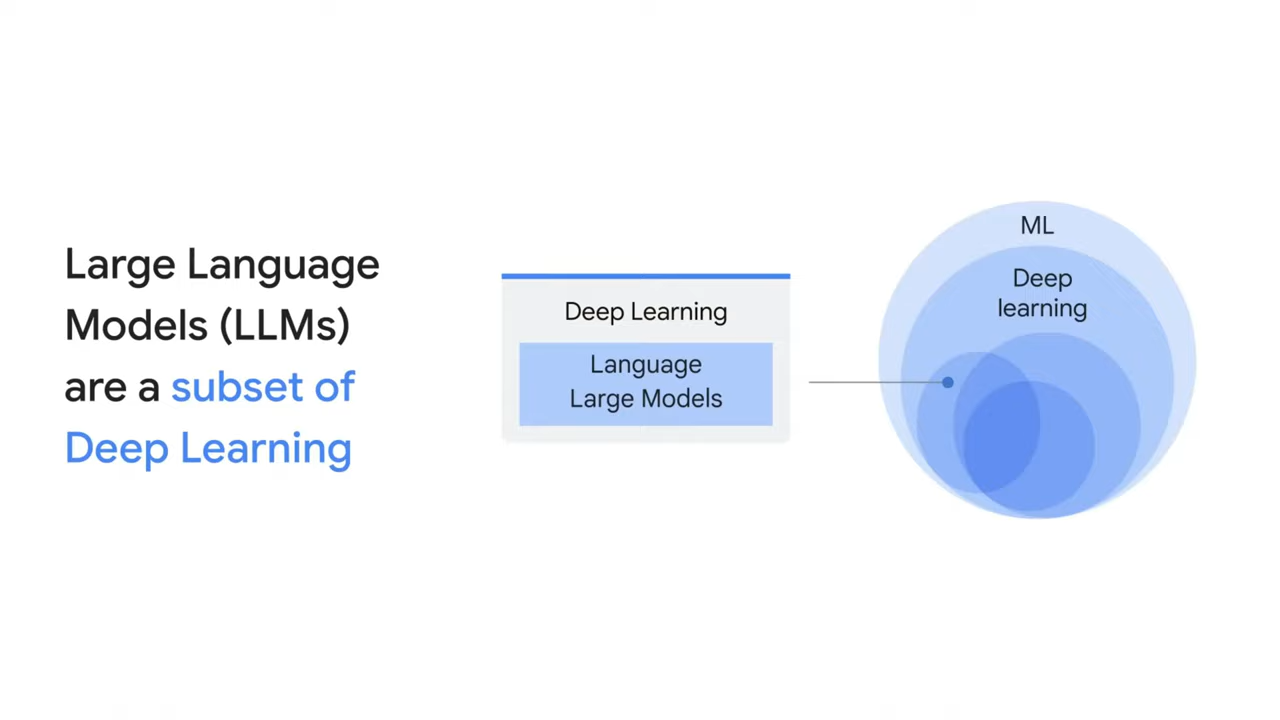 Large Language
Models (LLMs)
are a subset of
Deep Learning
Deep Learning
Language
Large Models
ML
Deep
learning